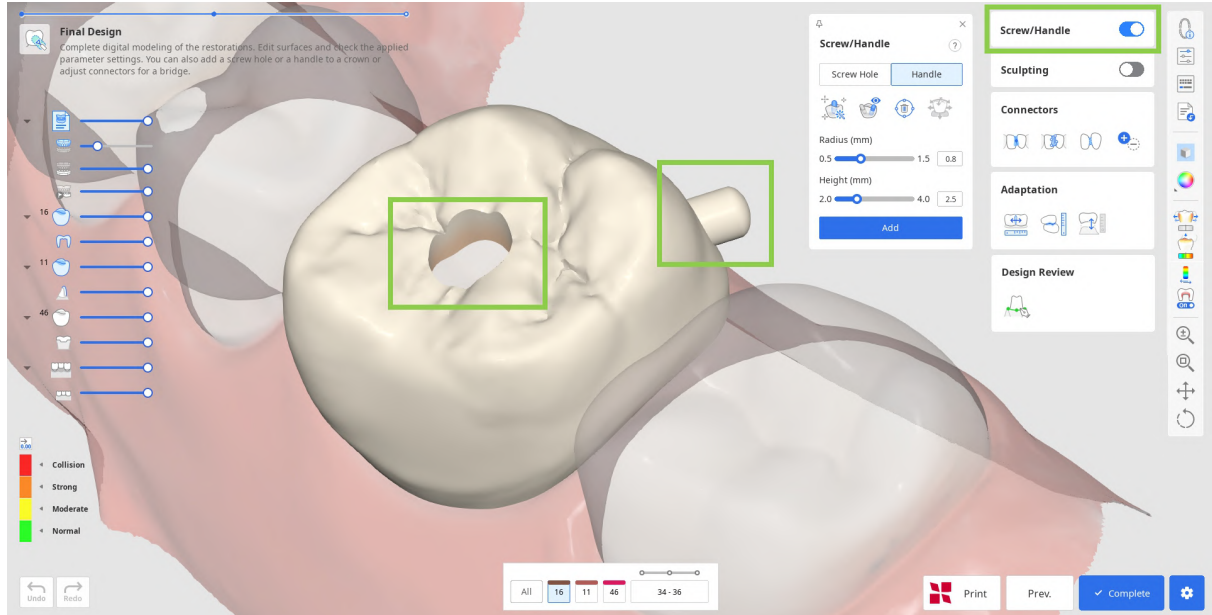 Final Design
Complete digital modeling of the restorations. Edit surfaces and check the applied
parameter settings. You can also add a screw hole or a handle to a crown or
adjust connectors for a bridge.
16
11
46
0.00
Collision
Strong
Moderate
Normal
Undo
Redo
All
16
11
46
34 - 36
Screw/Handle
?
Screw Hole
Handle
Radius (mm)
0.5
1.5
0.8
Height (mm)
2.0
4.0
2.5
Add
Screw/Handle
Sculpting
Connectors
Adaptation
Design Review
ON
Print
Prev.
Complete